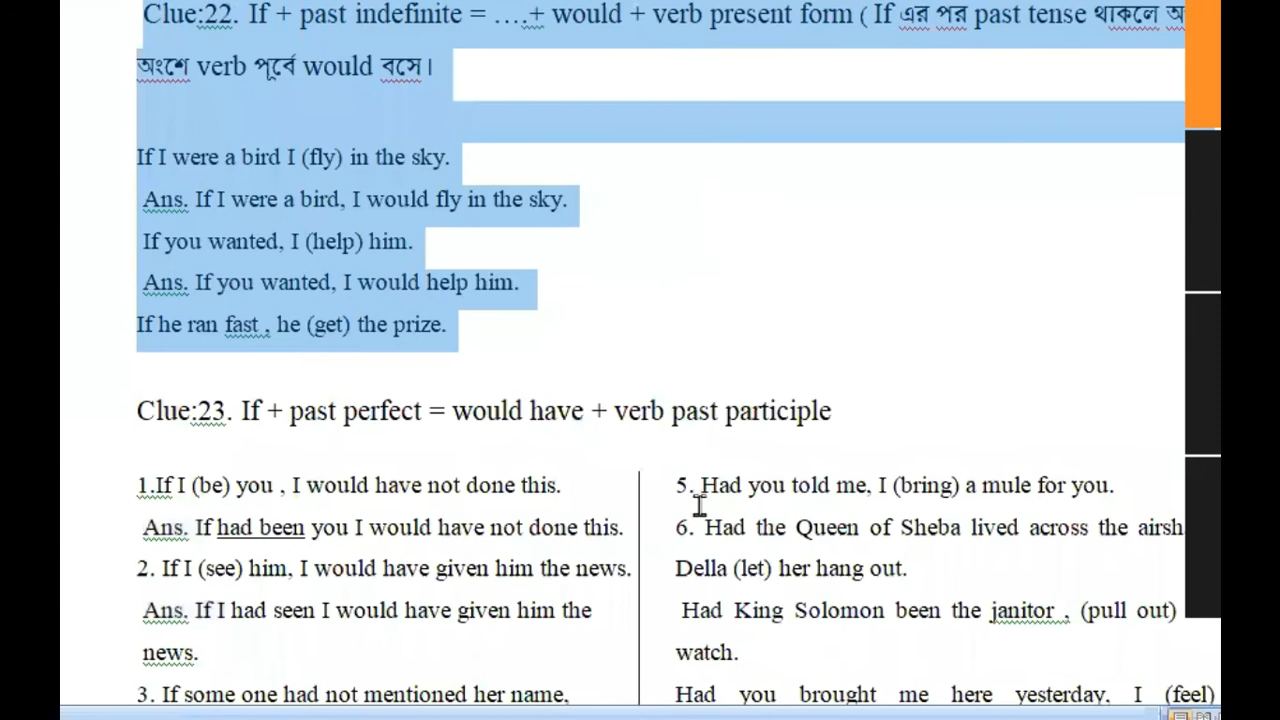 Clue:22. If + past indefinite = ….+ would + verb present form ( If এর পর past tense থাকলে
অংশে verb পূর্বে would বসে।
If I were a bird I (fly) in the sky.
Ans. If I were a bird, I would fly in the sky.
If you wanted, I (help) him.
Ans. If you wanted, I would help him.
If he ran fast , he (get) the prize.
Clue:23. If + past perfect = would have + verb past participle
1.If I (be) you , I would have not done this.
Ans. If had been you I would have not done this.
2. If I (see) him, I would have given him the news.
Ans. If I had seen I would have given him the
news.
3. If some one had not mentioned her name,
5. Had you told me, I (bring) a mule for you.
6. Had the Queen of Sheba lived across the
Della (let) her hang out.
Had King Solomon been the janitor , (pull out)
watch.
Had you brought me here yesterday, I (feel)